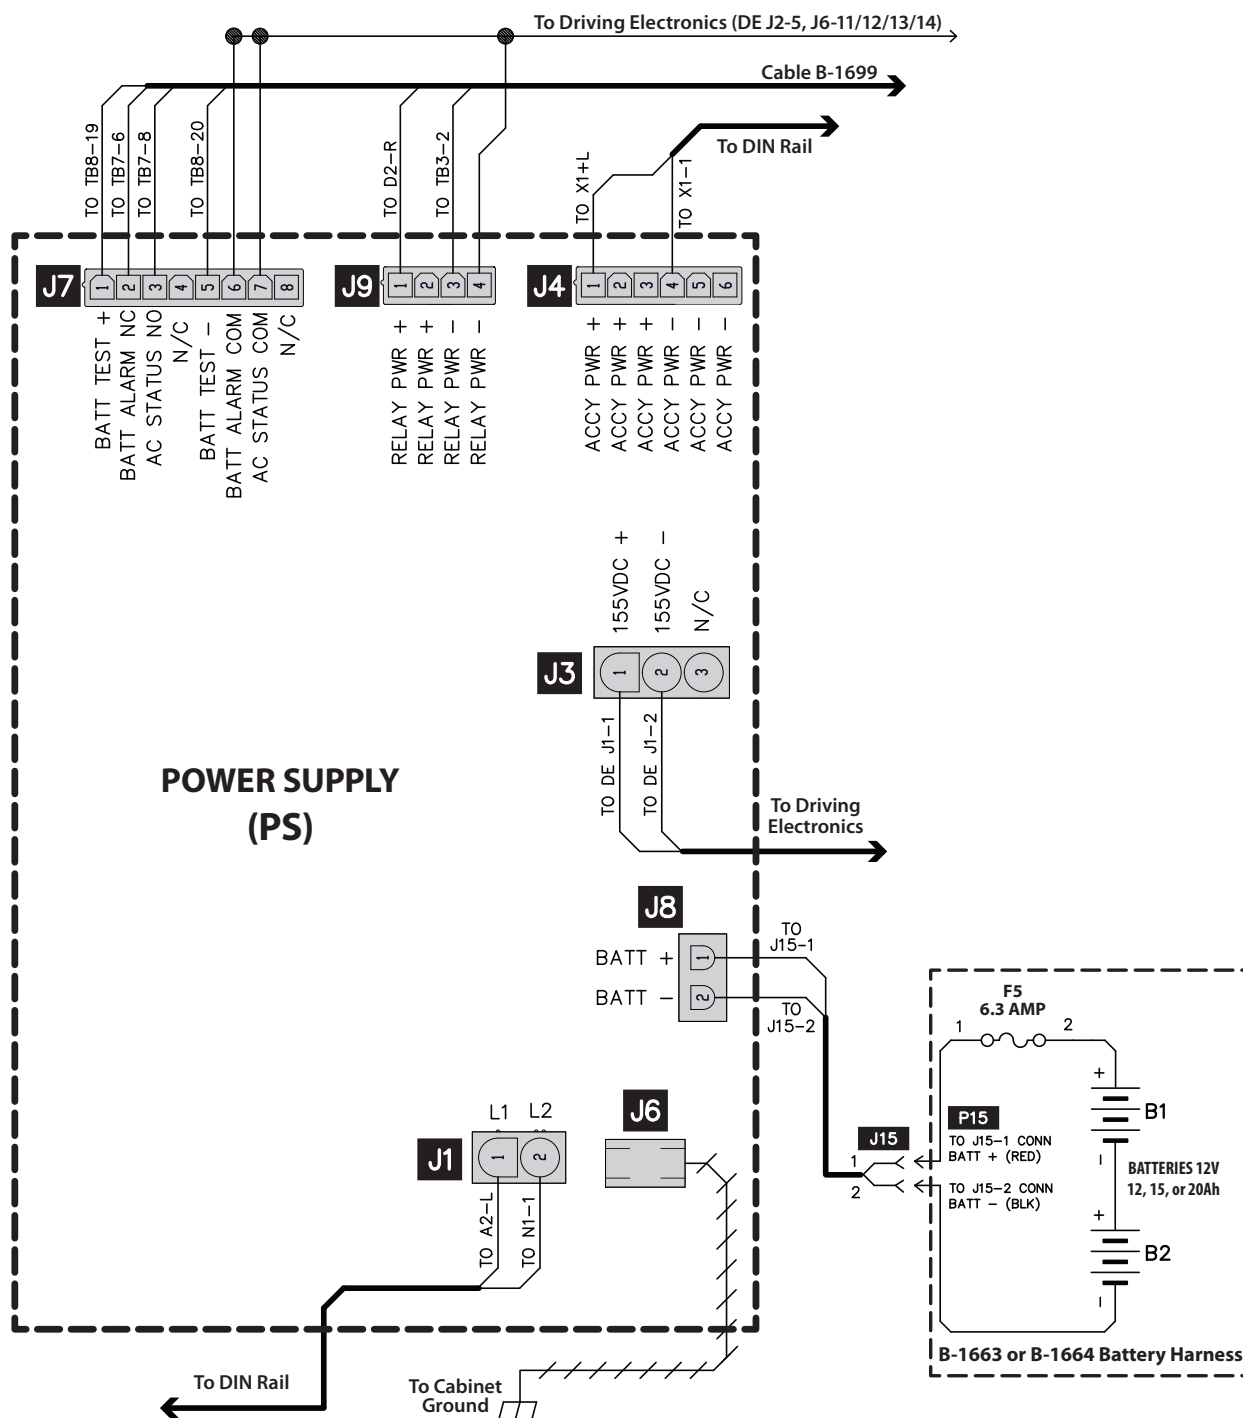 To Driving Electronics (DE J2-5, J6-11/12/13/14)
Cable B-1699
To DIN Rail
TO TB8-19
TO TB7-6
TO TB7-8
TO TB8-20
TO D2-R
TO TB3-2
TO X1+L
TO X1-1
J7
1
2
3
4
5
6
7
8
J9
1
2
3
4
J4
1
2
3
4
5
6
BATT TEST +
BATT ALARM NC
AC STATUS NO
N/C
BATT TEST -
BATT ALARM COM
AC STATUS COM
N/C
RELAY PWR +
RELAY PWR +
RELAY PWR -
RELAY PWR -
ACCY PWR +
ACCY PWR +
ACCY PWR +
ACCY PWR -
ACCY PWR -
ACCY PWR -
155VDC +
155VDC -
N/C
J3
1
2
3
TO DE J1-1
TO DE J1-2
POWER SUPPLY
(PS)
To Driving
Electronics
J8
BATT + 1
BATT - 2
TO
J15-1
TO
J15-2
F5
6.3 AMP
1
2
+
B1
-
BATTERIES 12V
12, 15, or 20Ah
+
B2
-
P15
TO J15-1 CONN
BATT + (RED)
TO J15-2 CONN
BATT - (BLK)
J15
1
2
L1 L2
J1
1
2
J6
TO A2-L
TO N1-1
B-1663 or B-1664 Battery Harness
To DIN Rail
To Cabinet
Ground